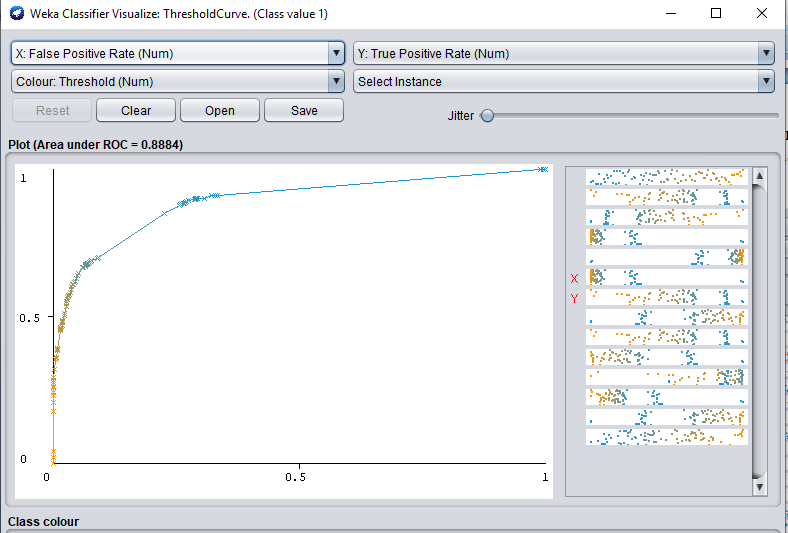 Weka Classifier Visualize: ThresholdCurve. (Class value 1)
X: False Positive Rate (Num)
Y: True Positive Rate (Num)
Colour: Threshold (Num)
Select Instance
Reset
Clear
Open
Save
Jitter
Plot (Area under ROC = 0.8884)
1
0.5
0
0
0.5
1
X
Y
Class colour